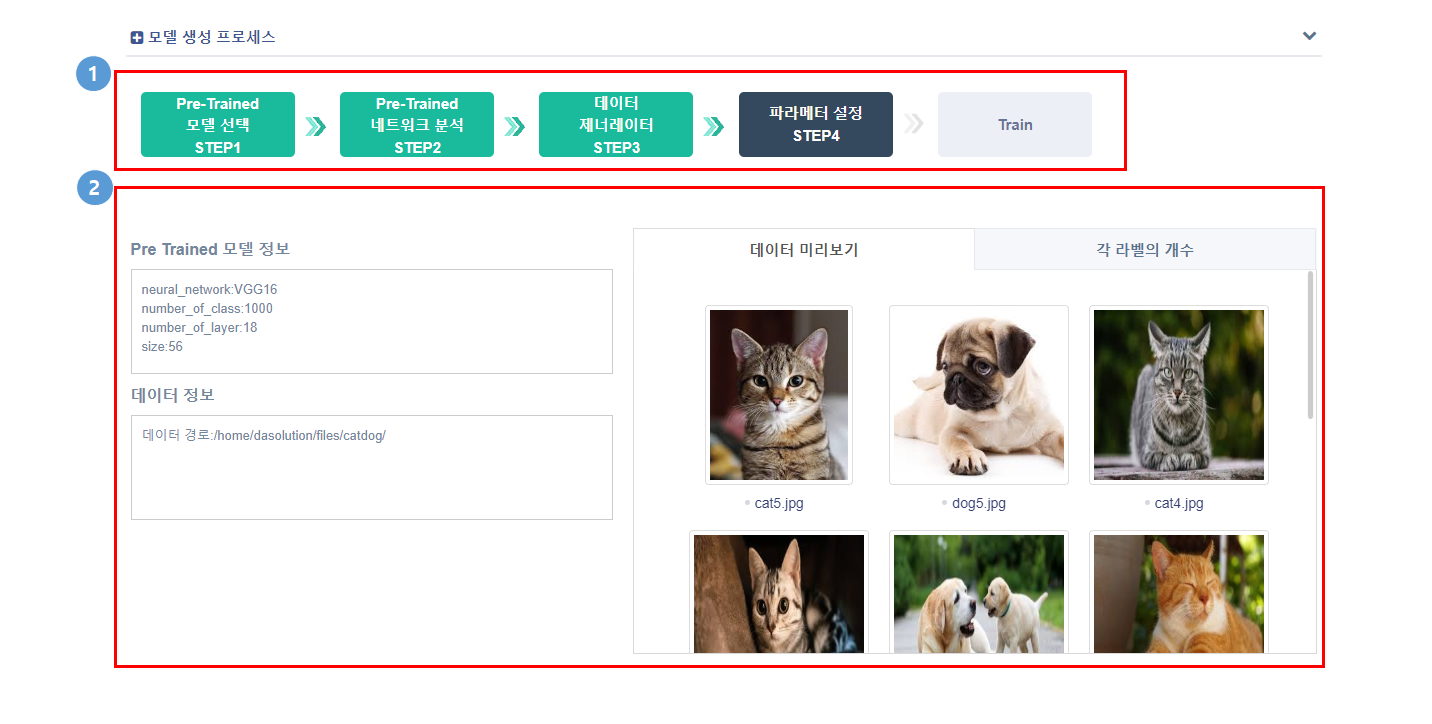 모델 생성 프로세스
1
Pre-Trained
모델 선택
STEP1
Pre-Trained
네트워크 분석
STEP2
데이터
제너레이터
STEP3
파라메터 설정
STEP4
Train
2
Pre Trained 모델 정보
neural_network:VGG16
number_of_class:1000
number_of_layer:18
size:56
데이터 정보
데이터 경로:/home/dasolution/files/catdog/
데이터 미리보기
각 라벨의 개수
cat5.jpg
dog5.jpg
cat4.jpg